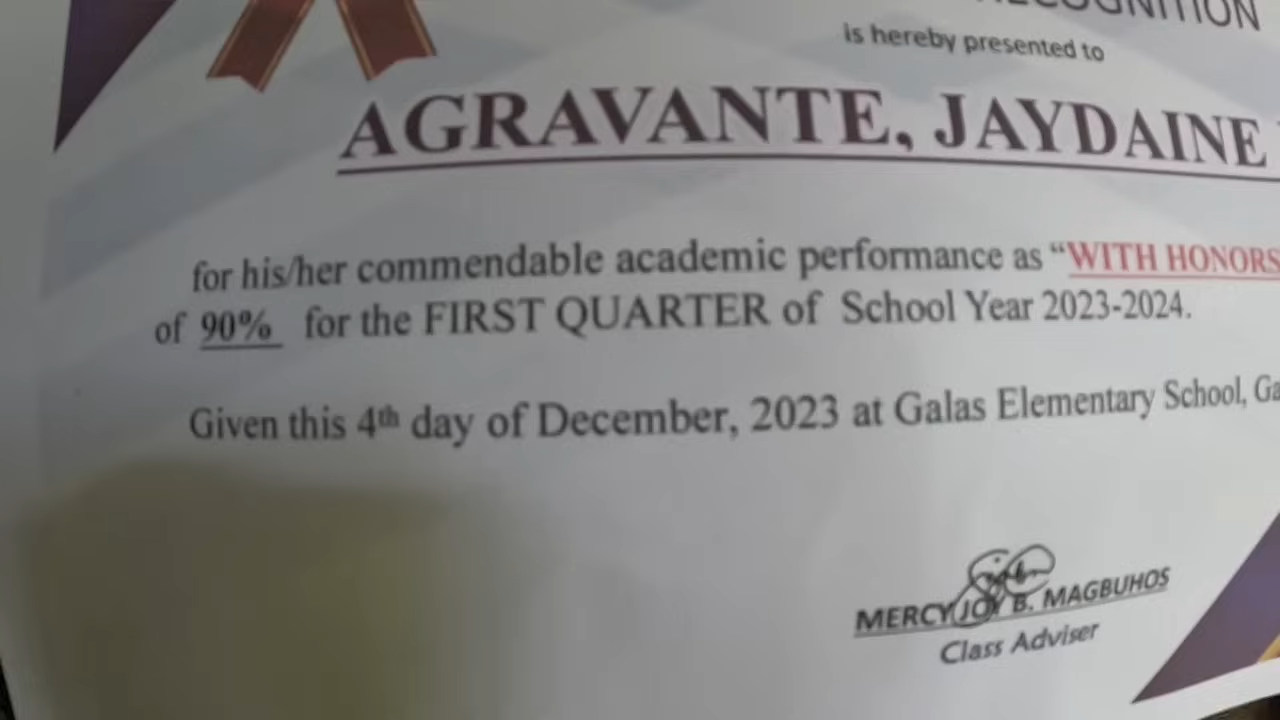 RECOGNITION
is hereby presented to
AGRAVANTE, JAYDAINE
for his/her commendable academic performance as “WITH HONORS
of 90% for the FIRST QUARTER of School Year 2023-2024.
Given this 4th day of December, 2023 at Galas Elementary School, Ga
MERCY JOY B. MAGBUHOS
Class Adviser